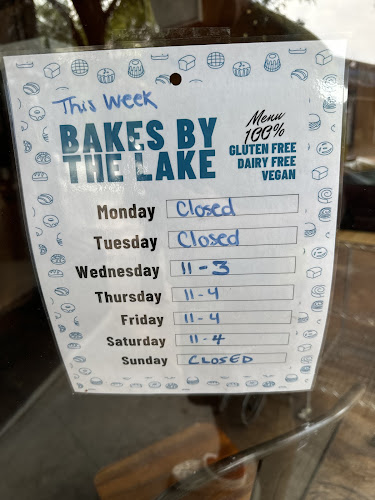 This Week
BAKES BY
THE LAKE
Menu
100%
GLUTEN FREE
DAIRY FREE
VEGAN
Monday Closed
Tuesday Closed
Wednesday 11-3
Thursday 11-4
Friday 11-4
Saturday 11-4
Sunday CLOSED